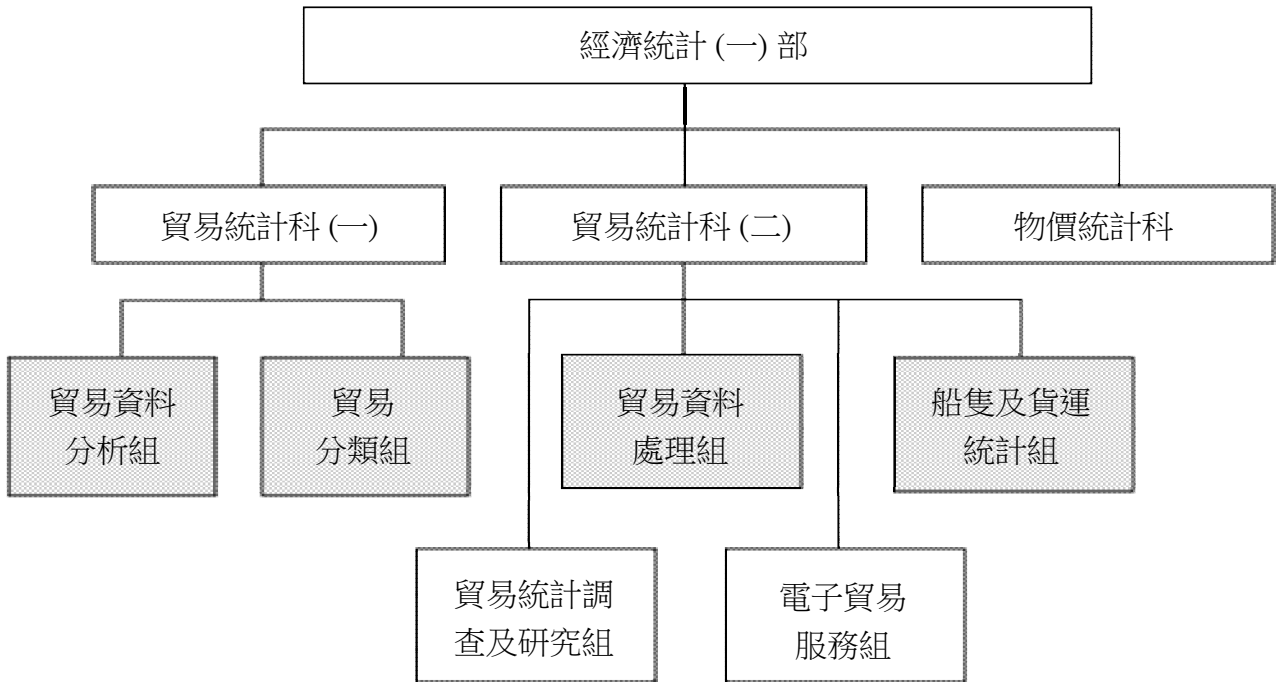 經濟統計 (一) 部
貿易統計科 (一)
貿易統計科 (二)
物價統計科
貿易資料
分析組
貿易
分類組
貿易資料
處理組
船隻及貨運
統計組
貿易統計調
查及研究組
電子貿易
服務組